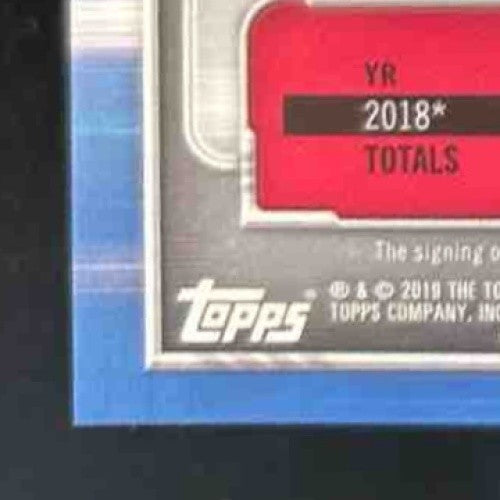 YR
2018*
TOTALS
The signing o
TOPPS ® & © 2019 THE TO
TOPPS COMPANY, INC